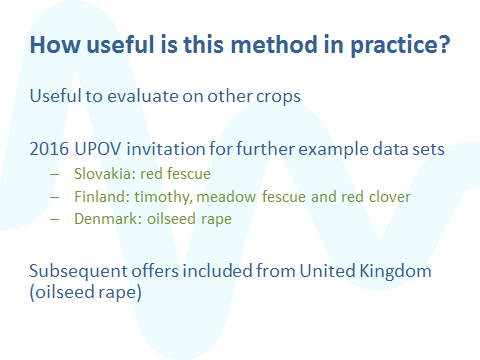 How useful is this method in practice?
Useful to evaluate on other crops
2016 UPOV invitation for further example data sets
– Slovakia: red fescue
– Finland: timothy, meadow fescue and red clover
– Denmark: oilseed rape
Subsequent offers included from United Kingdom
(oilseed rape)